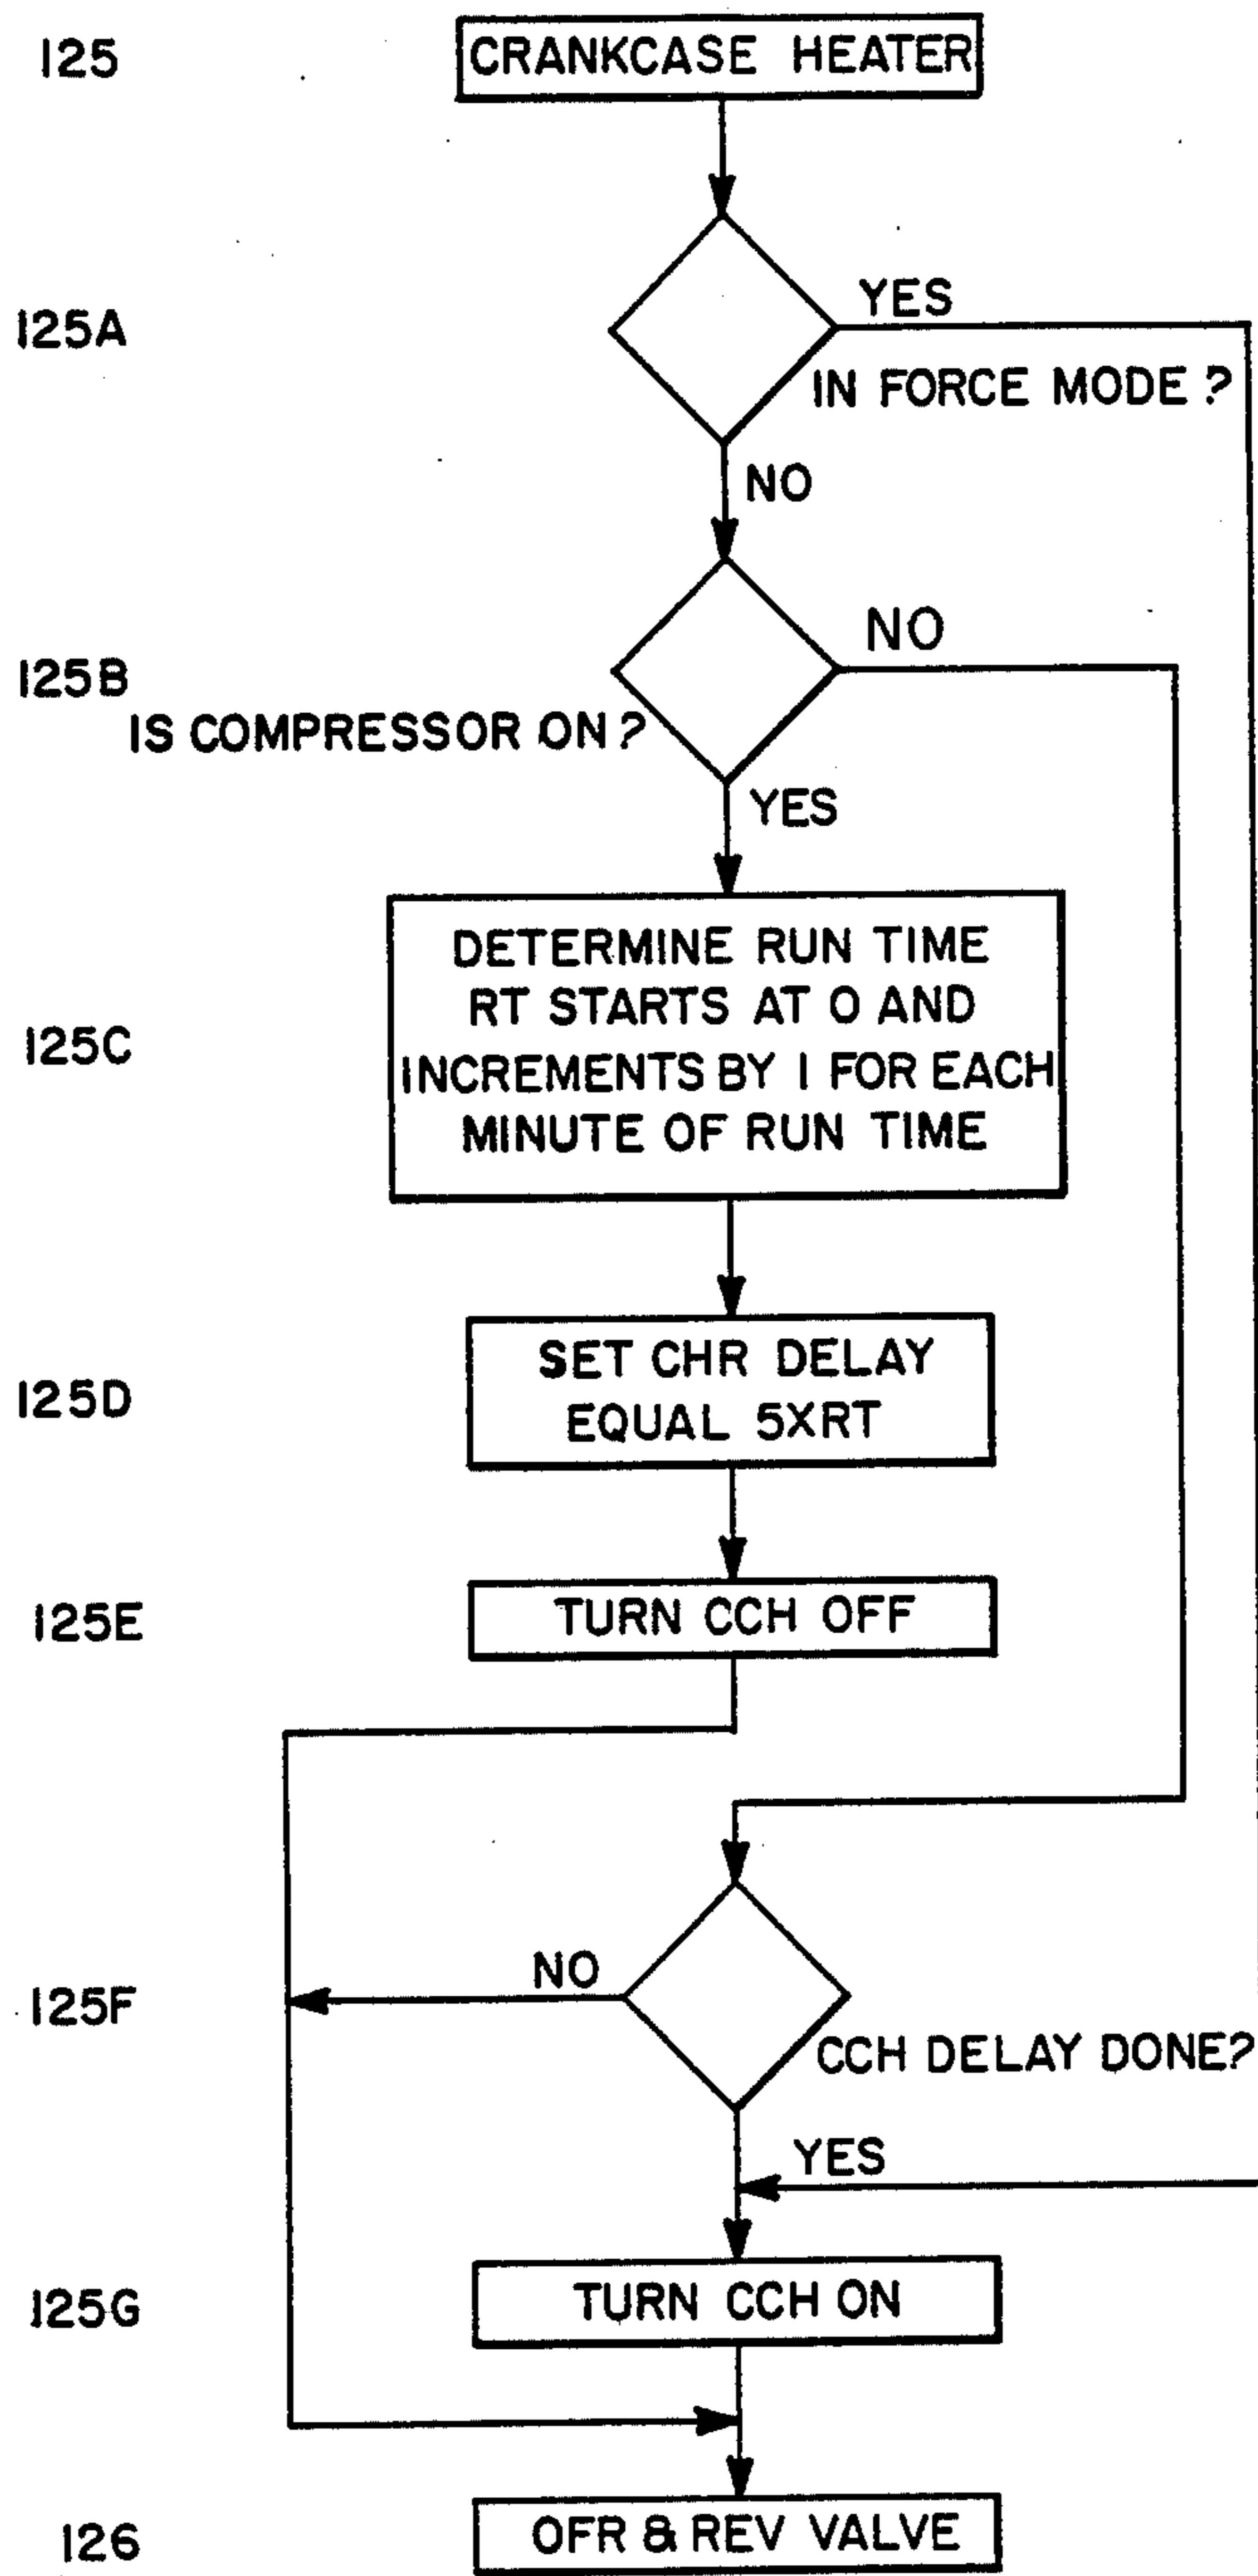 125
CRANKCASE HEATER
125A
YES
IN FORCE MODE?
NO
125B
NO
IS COMPRESSOR ON?
YES
125C
DETERMINE RUN TIME
RT STARTS AT 0 AND
INCREMENTS BY 1 FOR EACH
MINUTE OF RUN TIME
125D
SET CHR DELAY
EQUAL 5XRT
125E
TURN CCH OFF
125F
NO
CCH DELAY DONE?
YES
125G
TURN CCH ON
126
OFR & REV VALVE